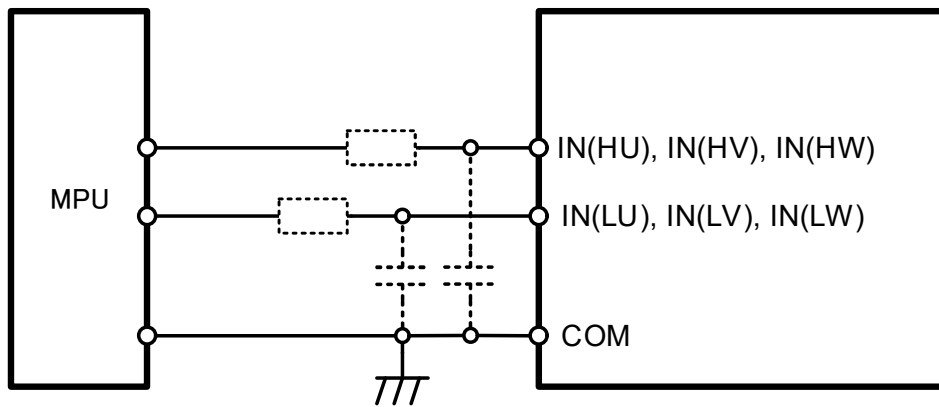 IN(HU), IN(HV), IN(HW)
MPU
IN(LU), IN(LV), IN(LW)
COM